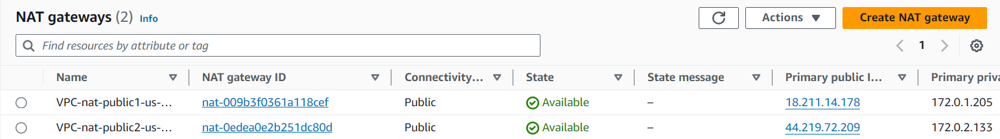 NAT gateways (2) Info
Actions
Create NAT gateway
Find resources by attribute or tag
1
Name NAT gateway ID Connectivity... State State message Primary public I... Primary priva
VPC-nat-public1-us-... nat-009b3f0361a118cef Public Available – 18.211.14.178 172.0.1.205
VPC-nat-public2-us-... nat-0edea0e2b251dc80d Public Available – 44.219.72.209 172.0.2.133